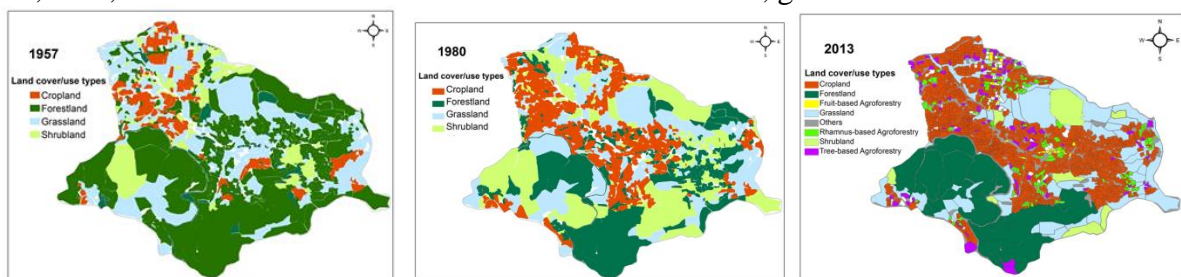 1957
Land cover/use types
Cropland
Forestland
Grassland
Shrubland
N
W E
S
1980
Land cover/use types
Cropland
Forestland
Grassland
Shrubland
N
W E
S
2013
Land cover/use types
Cropland
Forestland
Fruit-based Agroforestry
Grassland
Others
Rhamnus-based Agroforestry
Shrubland
Tree-based Agroforestry
N
W E
S